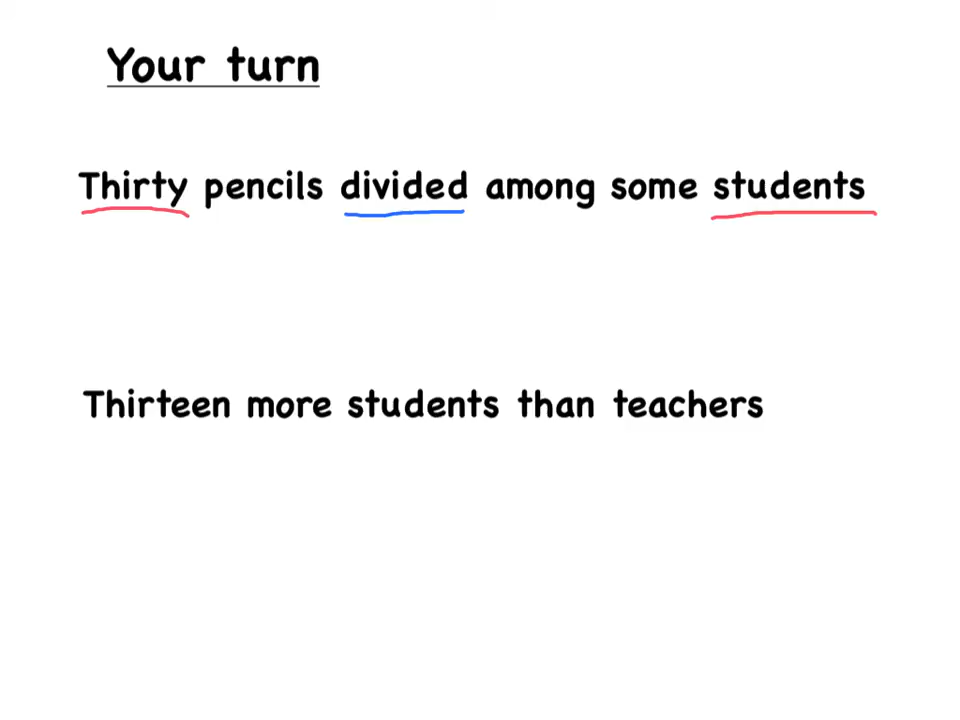 Your turn
Thirty pencils divided among some students
Thirteen more students than teachers